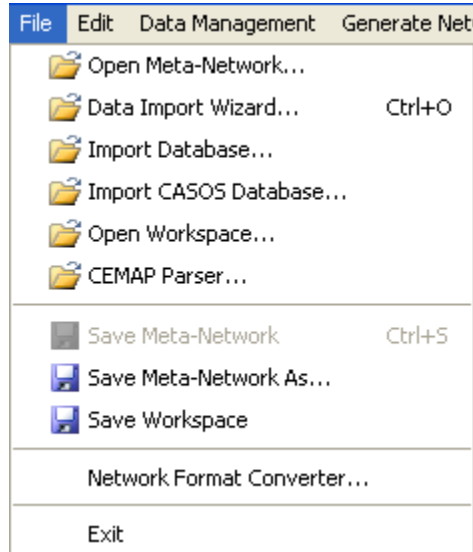 File Edit Data Management Generate Net
Open Meta-Network...
Data Import Wizard... Ctrl+O
Import Database...
Import CASOS Database...
Open Workspace...
CEMAP Parser...
Save Meta-Network Ctrl+S
Save Meta-Network As...
Save Workspace
Network Format Converter...
Exit